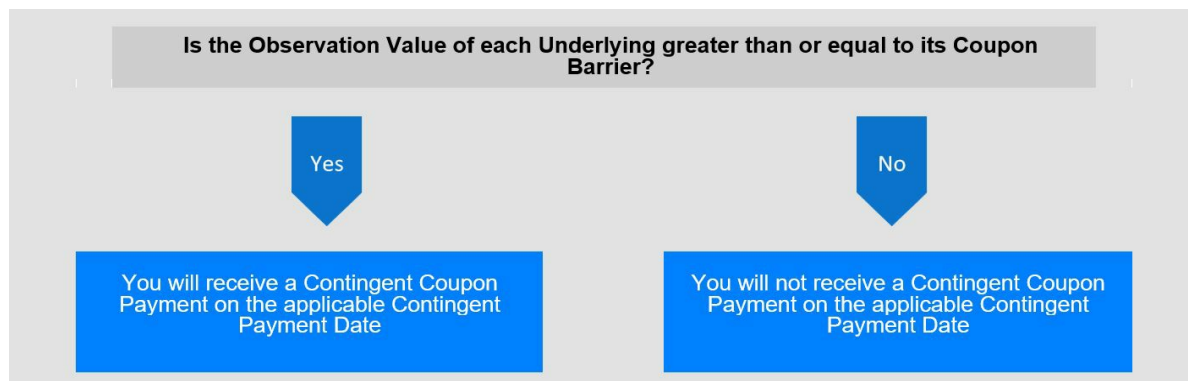 Is the Observation Value of each Underlying greater than or equal to its Coupon
Barrier?
Yes
No
You will receive a Contingent Coupon
Payment on the applicable Contingent
Payment Date
You will not receive a Contingent Coupon
Payment on the applicable Contingent
Payment Date